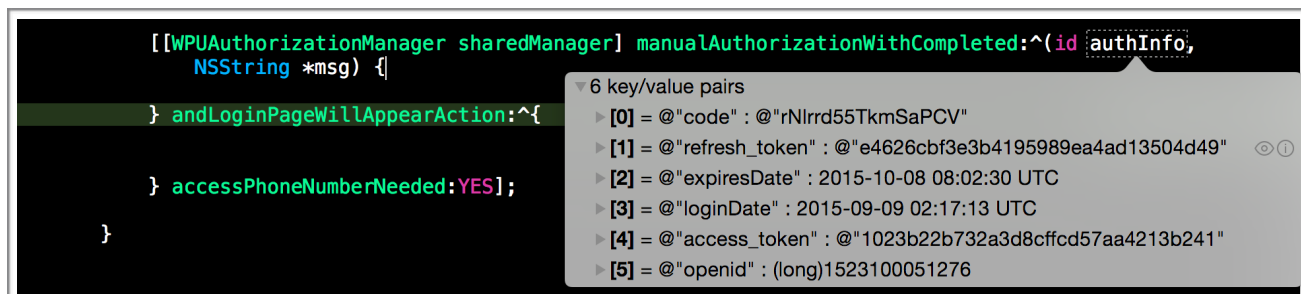 [[WPUAuthorizationManager sharedManager] manualAuthorizationWithCompleted:^(id authInfo,
NSString *msg) {
} andLoginPageWillAppearAction:^{
} accessPhoneNumberNeeded:YES];
}
6 key/value pairs
[0] = @"code" : @"rNlrrd55TkmSaPCV"
[1] = @"refresh_token" : @"e4626cbf3e3b4195989ea4ad13504d49"
[2] = @"expiresDate" : 2015-10-08 08:02:30 UTC
[3] = @"loginDate" : 2015-09-09 02:17:13 UTC
[4] = @"access_token" : @"1023b22b732a3d8cffcd57aa4213b241"
[5] = @"openid" : (long)1523100051276